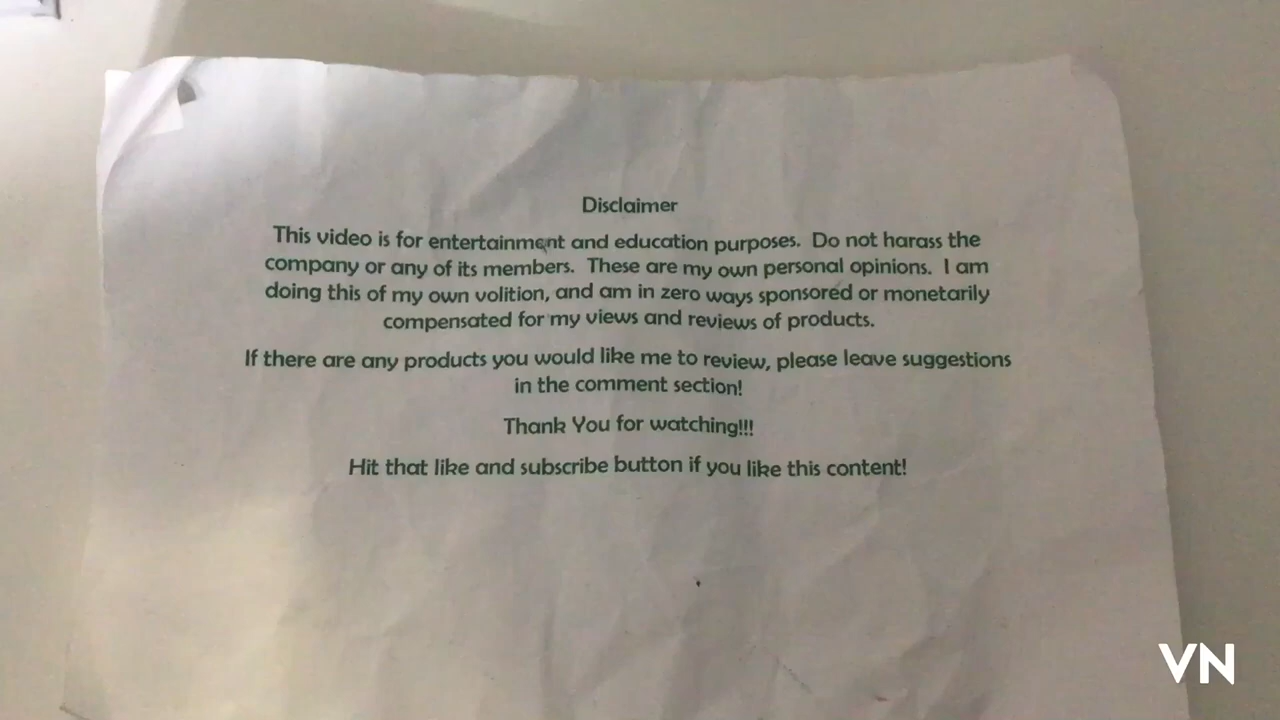 Disclaimer
This video is for entertainment and education purposes. Do not harass the
company or any of its members. These are my own personal opinions. I am
doing this of my own volition, and am in zero ways sponsored or monetarily
compensated for my views and reviews of products.
If there are any products you would like me to review, please leave suggestions
in the comment section!
Thank You for watching!!!
Hit that like and subscribe button if you like this content!
VN